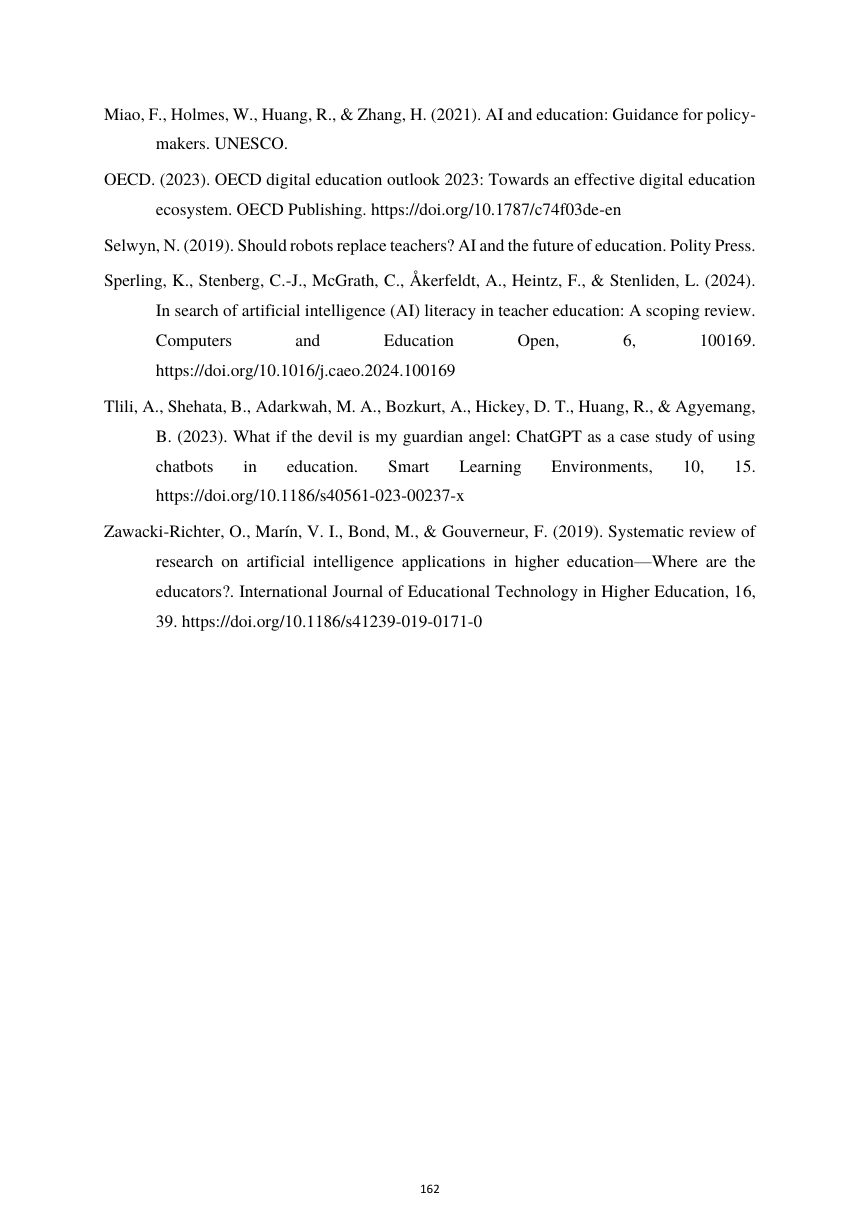 Miao, F., Holmes, W., Huang, R., & Zhang, H. (2021). AI and education: Guidance for policy-
makers. UNESCO.
OECD. (2023). OECD digital education outlook 2023: Towards an effective digital education
ecosystem. OECD Publishing. https://doi.org/10.1787/c74f03de-en
Selwyn, N. (2019). Should robots replace teachers? AI and the future of education. Polity Press.
Sperling, K., Stenberg, C.-J., McGrath, C., Åkerfeldt, A., Heintz, F., & Stenliden, L. (2024).
In search of artificial intelligence (AI) literacy in teacher education: A scoping review.
Computers and Education Open, 6, 100169.
https://doi.org/10.1016/j.caeo.2024.100169
Tlili, A., Shehata, B., Adarkwah, M. A., Bozkurt, A., Hickey, D. T., Huang, R., & Agyemang,
B. (2023). What if the devil is my guardian angel: ChatGPT as a case study of using
chatbots in education. Smart Learning Environments, 10, 15.
https://doi.org/10.1186/s40561-023-00237-x
Zawacki-Richter, O., Marín, V. I., Bond, M., & Gouverneur, F. (2019). Systematic review of
research on artificial intelligence applications in higher education—Where are the
educators?. International Journal of Educational Technology in Higher Education, 16,
39. https://doi.org/10.1186/s41239-019-0171-0
162